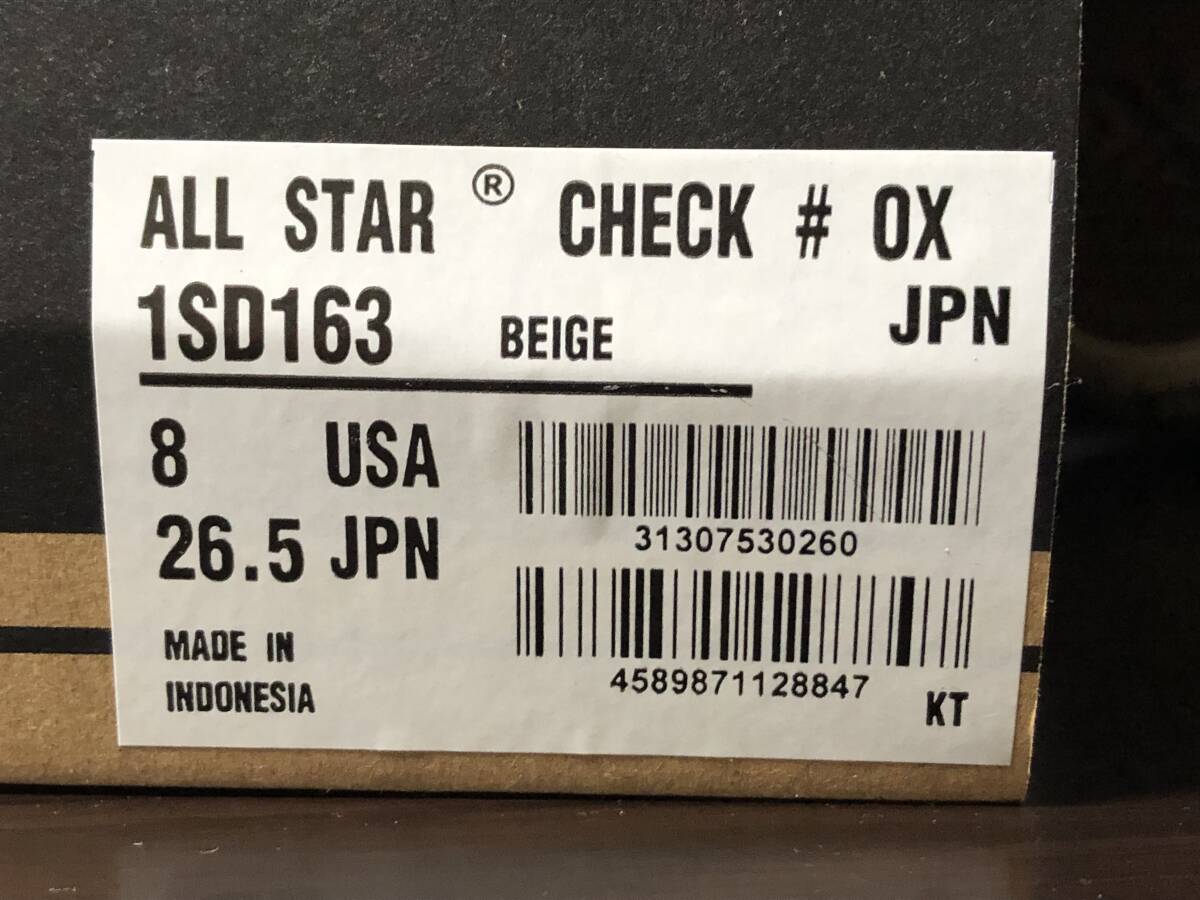 ALL STAR ® CHECK # OX
1SD163 BEIGE JPN
8 USA
26.5 JPN
31307530260
MADE IN
INDONESIA
4589871128847
KT